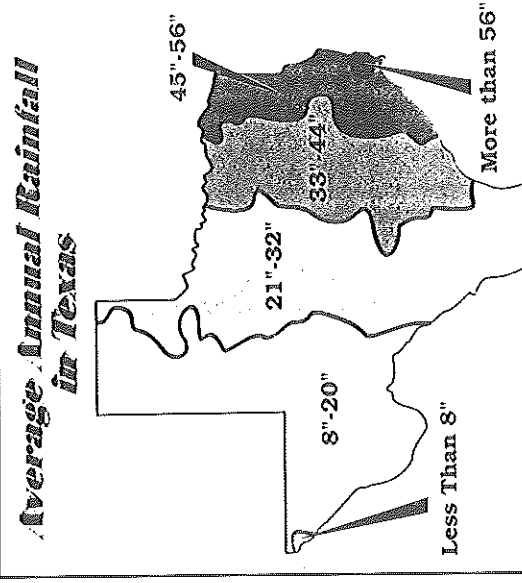 Average Annual Rainfall
in Texas
45"-56"
33"-44"
21"-32"
8"-20"
Less Than 8"
More than 56"